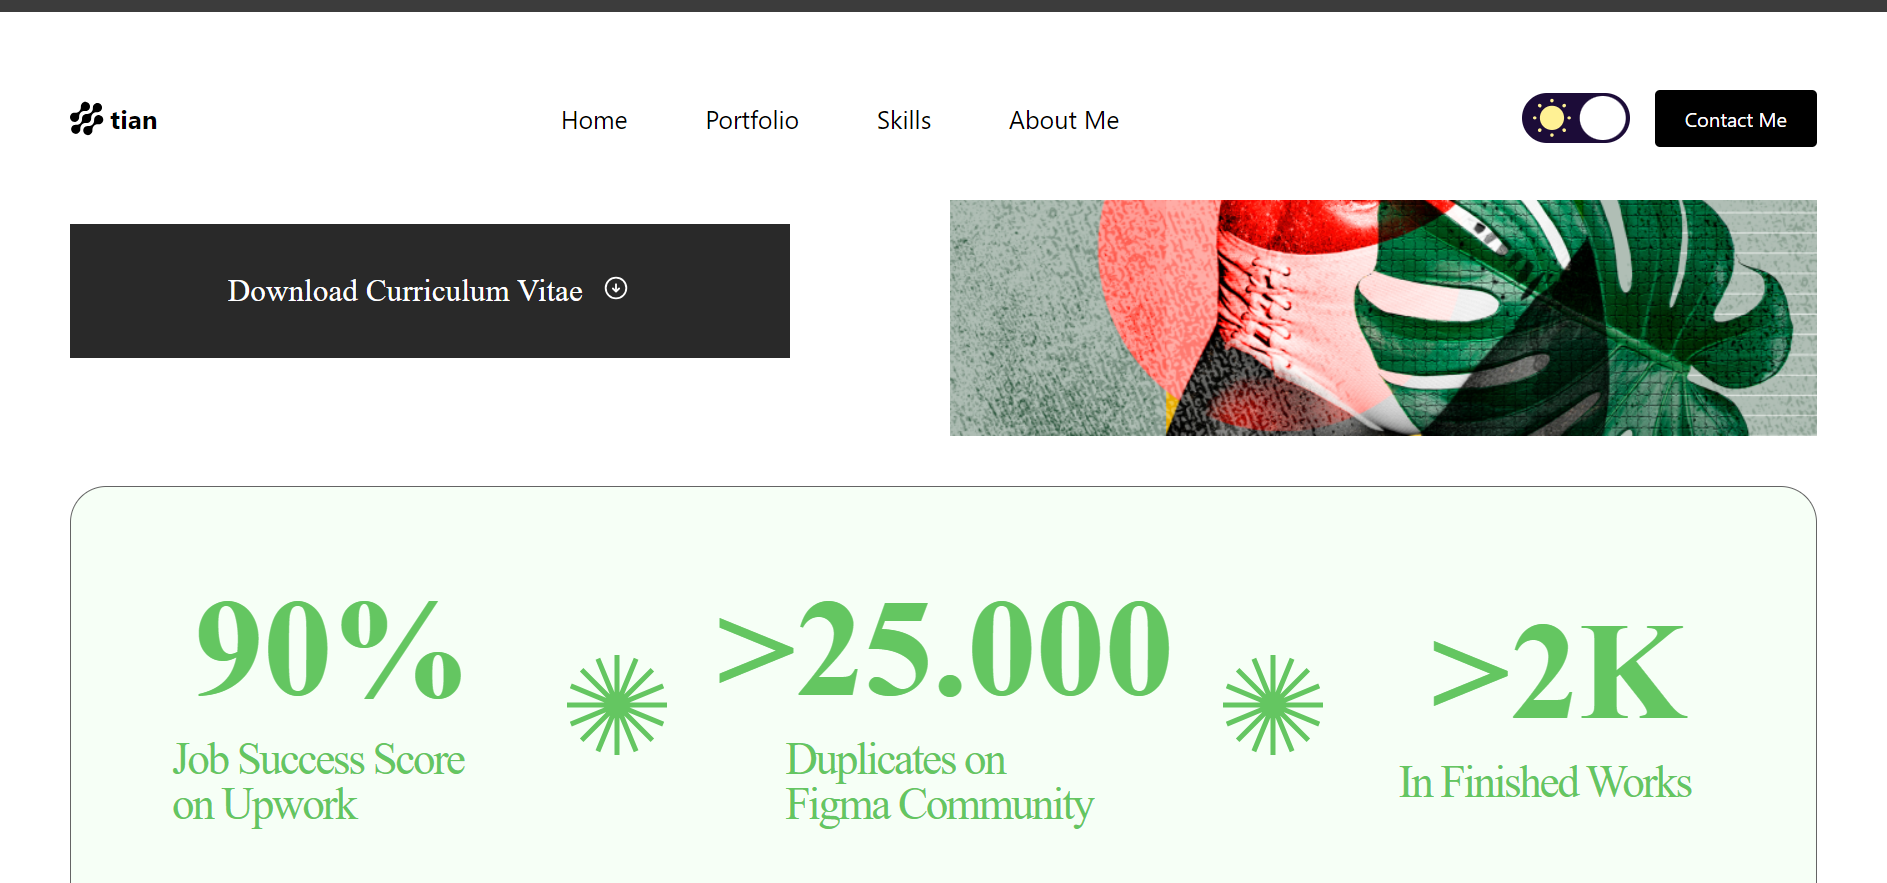 tian
Home
Portfolio
Skills
About Me
Contact Me
Download Curriculum Vitae
90%
Job Success Score
on Upwork
>25.000
Duplicates on
Figma Community
>2K
In Finished Works